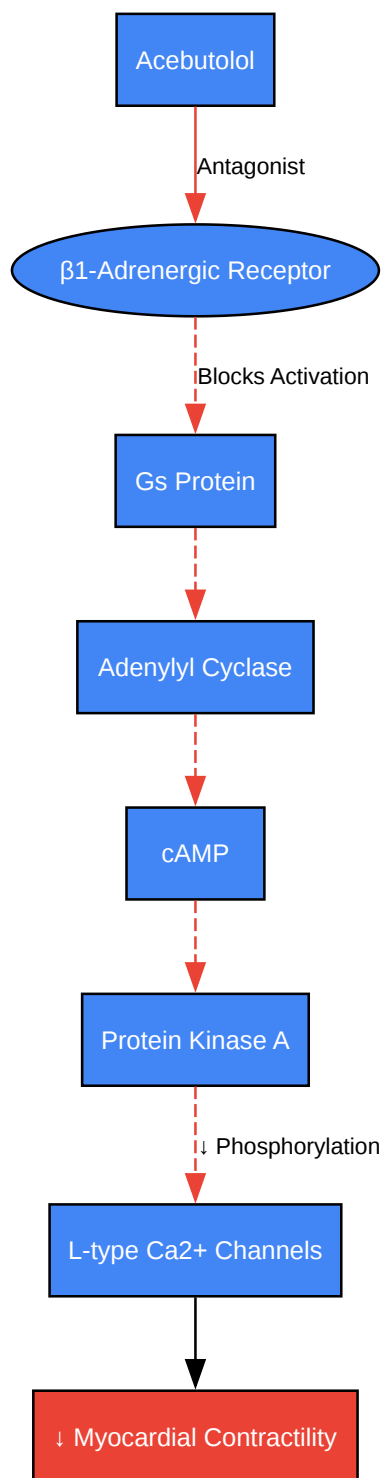 Acebutolol
Antagonist
β1-Adrenergic Receptor
Blocks Activation
Gs Protein
Adenylyl Cyclase
cAMP
Protein Kinase A
↓ Phosphorylation
L-type Ca2+ Channels
↓ Myocardial Contractility